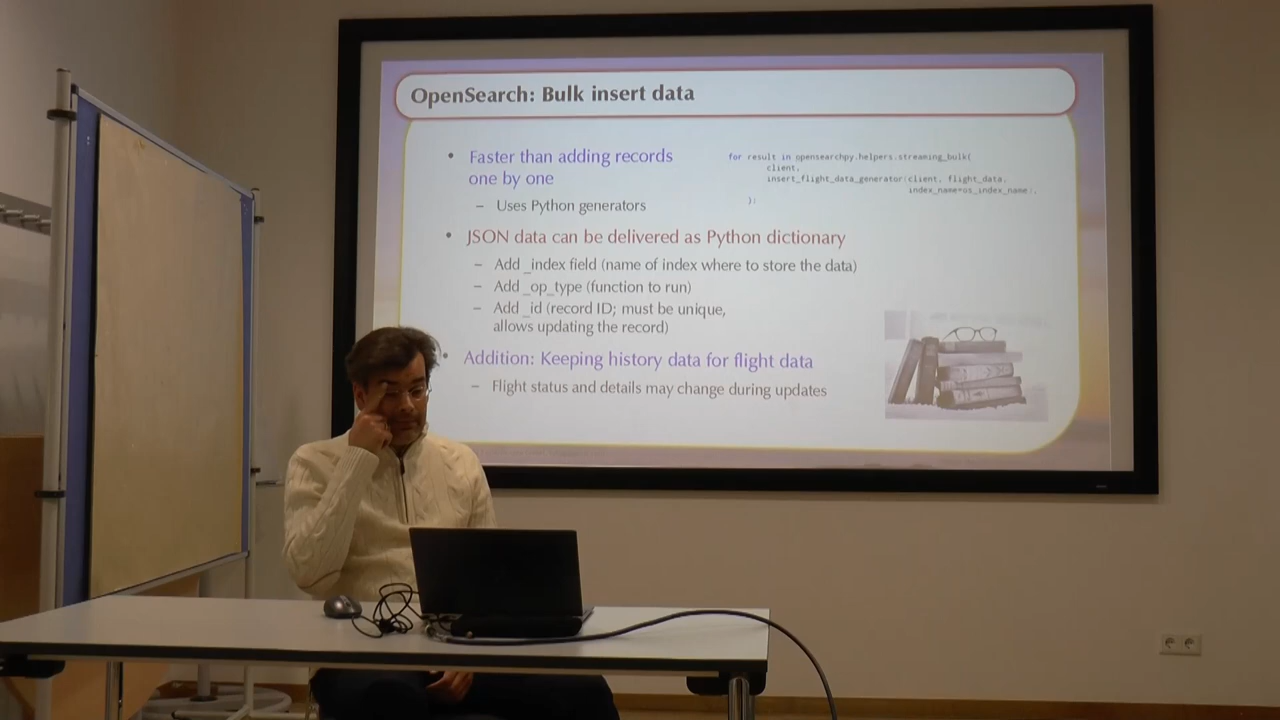 OpenSearch: Bulk insert data
• Faster than adding records
one by one
– Uses Python generators
for result in opensearchpy.helpers.streaming_bulk(
client,
insert_flight_data_generator(client, flight_data,
index_name=os_index_name),
):
• JSON data can be delivered as Python dictionary
– Add _index field (name of index where to store the data)
– Add _op_type (function to run)
– Add _id (record ID; must be unique,
allows updating the record)
• Addition: Keeping history data for flight data
– Flight status and details may change during updates